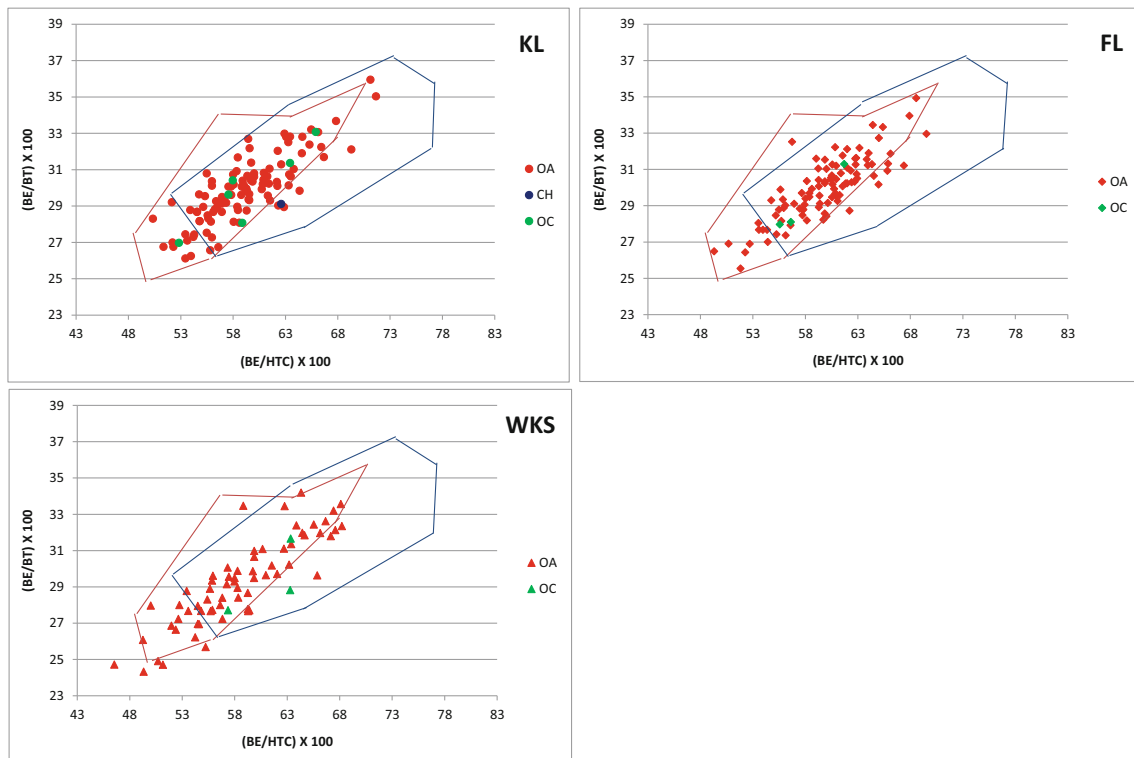 KL
(BE/BT) X 100
39
37
35
33
31
29
27
25
23
43 48 53 58 63 68 73 78 83
(BE/HTC) X 100
OA
CH
OC
FL
(BE/BT) X 100
39
37
35
33
31
29
27
25
23
43 48 53 58 63 68 73 78 83
(BE/HTC) X 100
OA
OC
WKS
(BE/BT) X 100
39
37
35
33
31
29
27
25
23
43 48 53 58 63 68 73 78 83
(BE/HTC) X 100
OA
OC